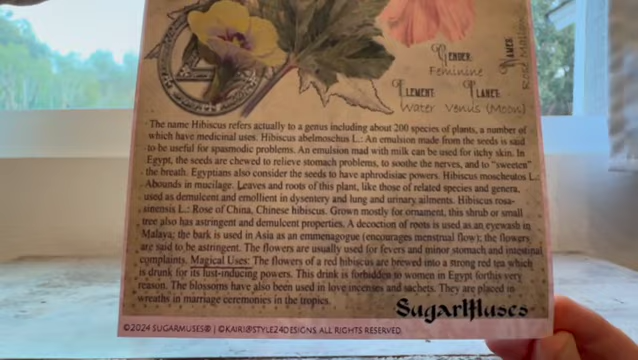 Gender:
Feminine
Names:
Rose Mallow
Element:
Planet:
Water
Venus (Moon)
The name Hibiscus refers actually to a genus including about 200 species of plants, a number of
which have medicinal uses. Hibiscus abelmoschus L.: An emulsion made from the seeds is said
to be useful for spasmodic problems. An emulsion mad with milk can be used for itchy skin. In
Egypt, the seeds are chewed to relieve stomach problems, to soothe the nerves, and to "sweeten"
the breath. Egyptians also consider the seeds to have aphrodisiac powers. Hibiscus moscheutos L.:
Abounds in mucilage. Leaves and roots of this plant, like those of related species and genera,
used as demulcent and emollient in dysentery and lung and urinary ailments. Hibiscus rosa-
sinensis L.: Rose of China, Chinese hibiscus. Grown mostly for ornament, this shrub or small
tree also has astringent and demulcent properties. A decoction of roots is used as an eyewash in
Malaya; the bark is used in Asia as an emmenagogue (encourages menstrual flow); the flowers
are said to be astringent. The flowers are usually used for fevers and minor stomach and intestinal
complaints. Magical Uses: The flowers of a red hibiscus are brewed into a strong red tea which
is drunk for its lust-inducing powers. This drink is forbidden to women in Egypt forthis very
reason. The blossoms have also been used in love incenses and sachets. They are placed in
wreaths in marriage ceremonies in the tropics.
SugarMuses
©2024 SUGARMUSES® | ©KAIRI@STYLE24DESIGNS. ALL RIGHTS RESERVED.